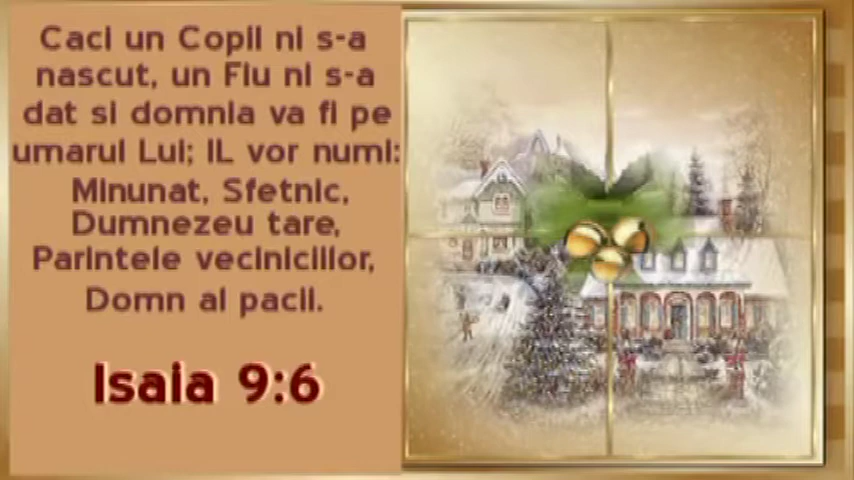 Caci un Copil ni s-a
nascut, un Fiu ni s-a
dat si domnia va fi pe
umarul Lui; IL vor numi:
Minunat, Sfetnic,
Dumnezeu tare,
Parintele veciniciilor,
Domn al pacii.
Isaia 9:6